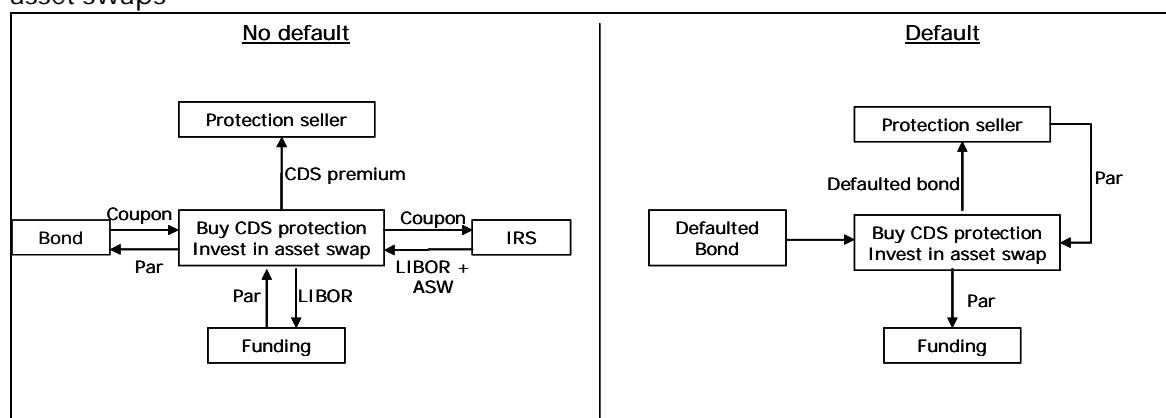 asset swaps
No default
Protection seller
CDS premium
Coupon
Bond
Par
Buy CDS protection
Invest in asset swap
Coupon
IRS
LIBOR +
ASW
Par
LIBOR
Funding
Default
Protection seller
Par
Defaulted bond
Defaulted
Bond
Buy CDS protection
Invest in asset swap
Par
Funding